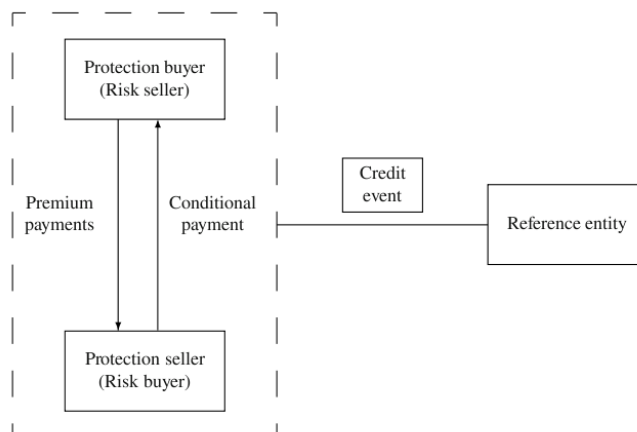 Protection buyer
(Risk seller)
Premium
payments
Conditional
payment
Credit
event
Reference entity
Protection seller
(Risk buyer)